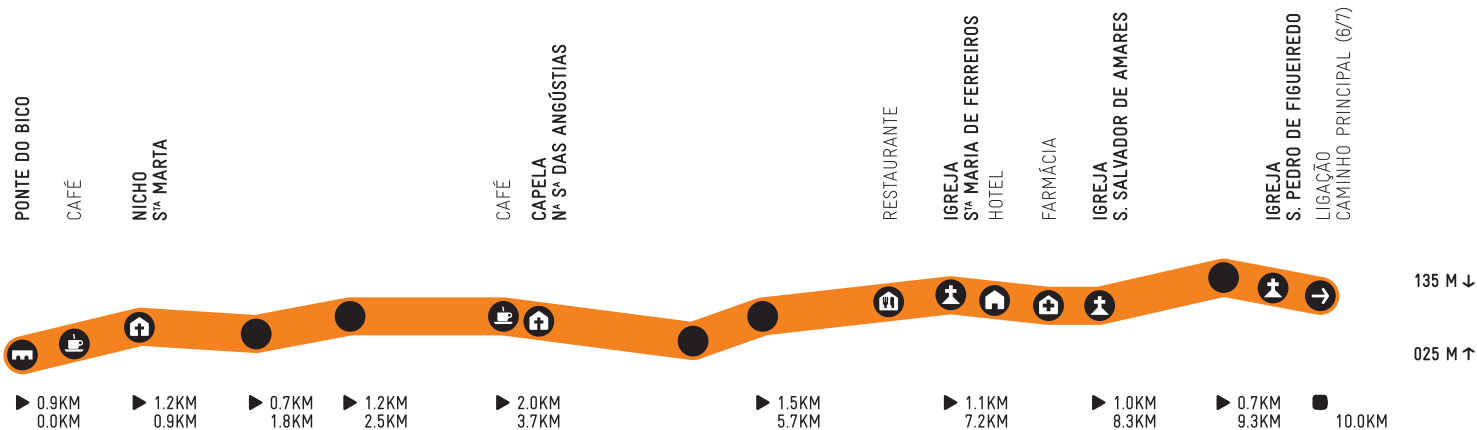 PONTE DO BICO
CAFÉ
NICHO
Sᵀᴬ MARTA
CAFÉ
CAPELA
Nᴬ Sᴬ DAS ANGÚSTIAS
RESTAURANTE
IGREJA
Sᵀᴬ MARIA DE FERREIROS
HOTEL
FARMÁCIA
IGREJA
S. SALVADOR DE AMARES
IGREJA
S. PEDRO DE FIGUEIREDO
LIGAÇÃO
CAMINHO PRINCIPAL (6/7)
135 M ↓
025 M ↑
0.9KM
0.0KM
1.2KM
0.9KM
0.7KM
1.8KM
1.2KM
2.5KM
2.0KM
3.7KM
1.5KM
5.7KM
1.1KM
7.2KM
1.0KM
8.3KM
0.7KM
9.3KM
10.0KM